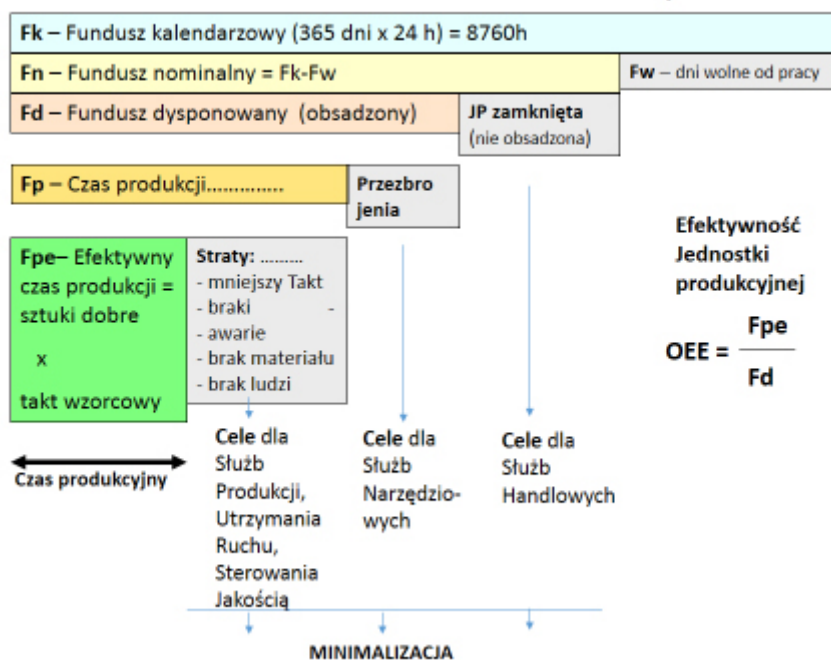 Fk – Fundusz kalendarzowy (365 dni x 24 h) = 8760h
Fn – Fundusz nominalny = Fk-Fw
Fw – dni wolne od pracy
Fd – Fundusz dysponowany (obsadzony)
JP zamknięta
(nie obsadzona)
Fp – Czas produkcji..............
Przezbro
jenia
Fpe– Efektywny
czas produkcji =
sztuki dobre
x
takt wzorcowy
Straty: .........
- mniejszy Takt
- braki -
- awarie
- brak materiału
- brak ludzi
Efektywność
Jednostki
produkcyjnej
OEE = Fpe
Fd
Czas produkcyjny
Cele dla
Służb
Produkcji,
Utrzymania
Ruchu,
Sterowania
Jakością
Cele dla
Służb
Narzędzio-
wych
Cele dla
Służb
Handlowych
MINIMALIZACJA